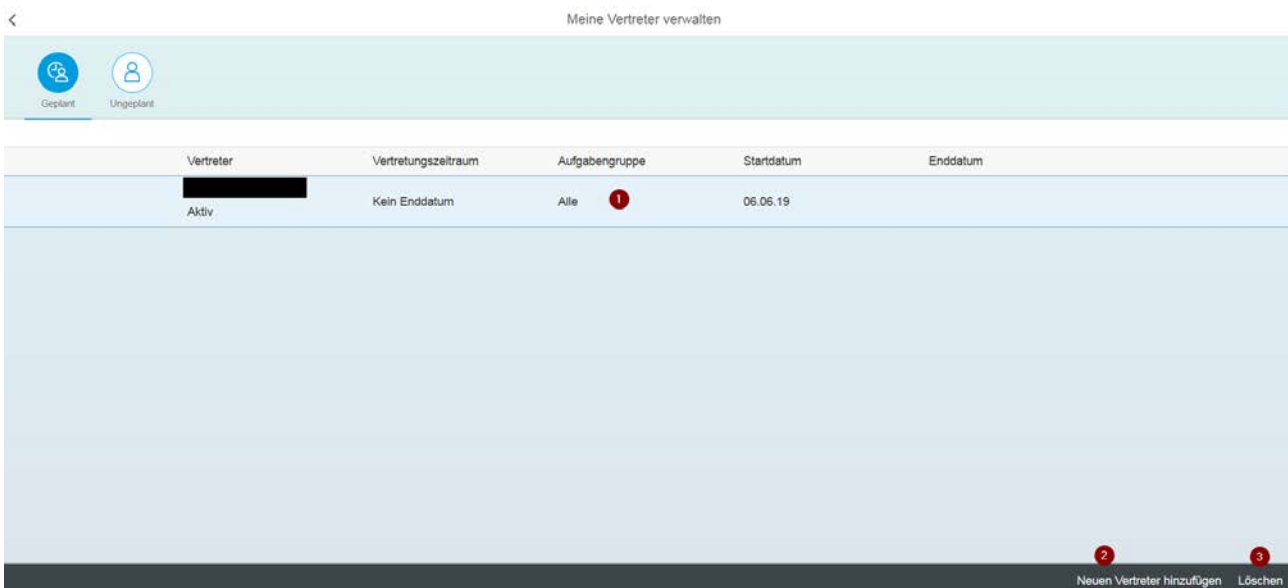 Meine Vertreter verwalten
Geplant Ungeplant
Vertreter Vertretungszeitraum Aufgabengruppe Startdatum Enddatum
Kein Enddatum Alle 1 06.06.19
Aktiv
2 3
Neuen Vertreter hinzufügen Löschen